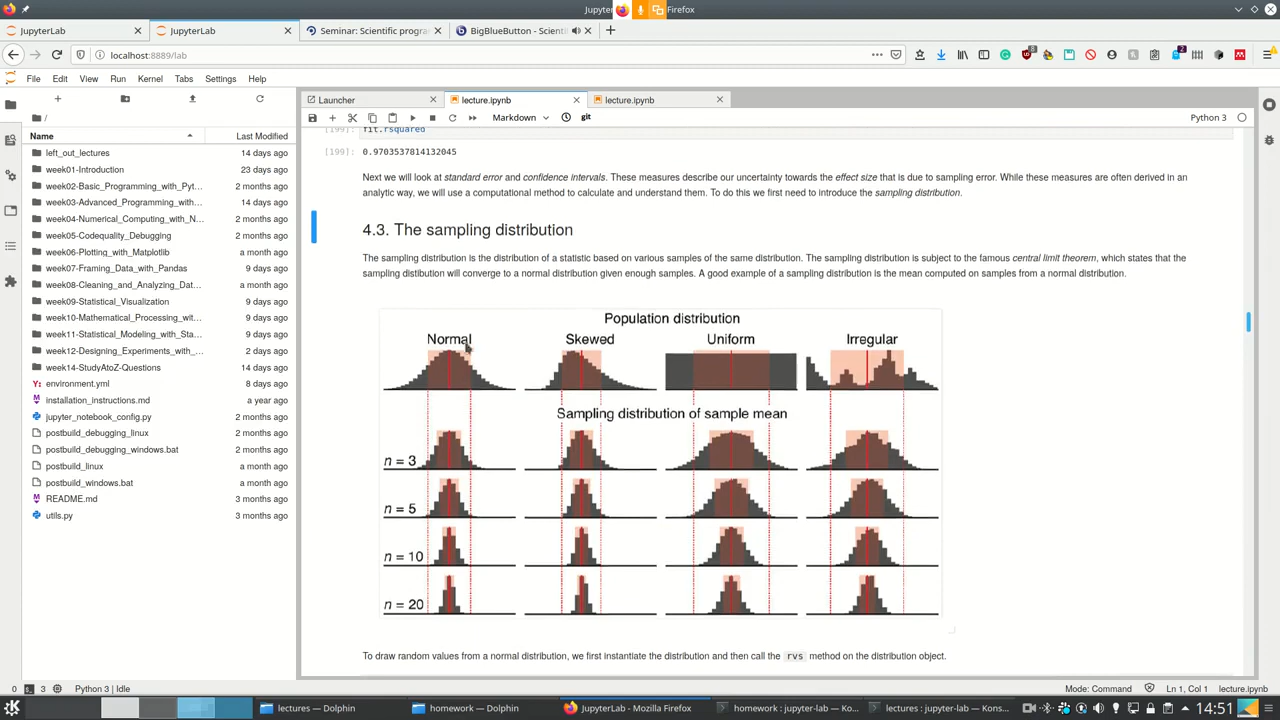 Jupyter
Firefox
JupyterLab
JupyterLab
Seminar: Scientific progra
BigBlueButton - Scienti
localhost:8889/lab
File Edit View Run Kernel Tabs Settings Help
Launcher
lecture.ipynb
lecture.ipynb
Markdown
git
Python 3
/
Name
Last Modified
left_out_lectures 14 days ago
week01-Introduction 23 days ago
week02-Basic_Programming_with_Pyt... 2 months ago
week03-Advanced_Programming_with... 14 days ago
week04-Numerical_Computing_with_N... 2 months ago
week05-Codequality_Debugging 2 months ago
week06-Plotting_with_Matplotlib a month ago
week07-Framing_Data_with_Pandas 9 days ago
week08-Cleaning_and_Analyzing_Dat... a month ago
week09-Statistical_Visualization 9 days ago
week10-Mathematical_Processing_wit... 9 days ago
week11-Statistical_Modeling_with_Sta... 9 days ago
week12-Designing_Experiments_with_... 2 days ago
week14-StudyAtoZ-Questions 14 days ago
environment.yml 8 days ago
installation_instructions.md a year ago
jupyter_notebook_config.py 2 months ago
postbuild_debugging_linux 2 months ago
postbuild_debugging_windows.bat 2 months ago
postbuild_linux a month ago
postbuild_windows.bat a month ago
README.md 3 months ago
utils.py 3 months ago
[199]: fit.rsquared
[199]: 0.9703537814132045
Next we will look at standard error and confidence intervals. These measures describe our uncertainty towards the effect size that is due to sampling error. While these measures are often derived in an
analytic way, we will use a computational method to calculate and understand them. To do this we first need to introduce the sampling distribution.
4.3. The sampling distribution
The sampling distribution is the distribution of a statistic based on various samples of the same distribution. The sampling distribution is subject to the famous central limit theorem, which states that the
sampling distibution will converge to a normal distribution given enough samples. A good example of a sampling distribution is the mean computed on samples from a normal distribution.
Population distribution
Normal Skewed Uniform Irregular
Sampling distribution of sample mean
n = 3
n = 5
n = 10
n = 20
To draw random values from a normal distribution, we first instantiate the distribution and then call the rvs method on the distribution object.
0 3 Python 3 | Idle
Mode: Command
Ln 1, Col 1 lecture.ipynb
lectures — Dolphin
homework — Dolphin
JupyterLab - Mozilla Firefox
homework : jupyter-lab — Ko...
lectures : jupyter-lab — Kons...
14:51